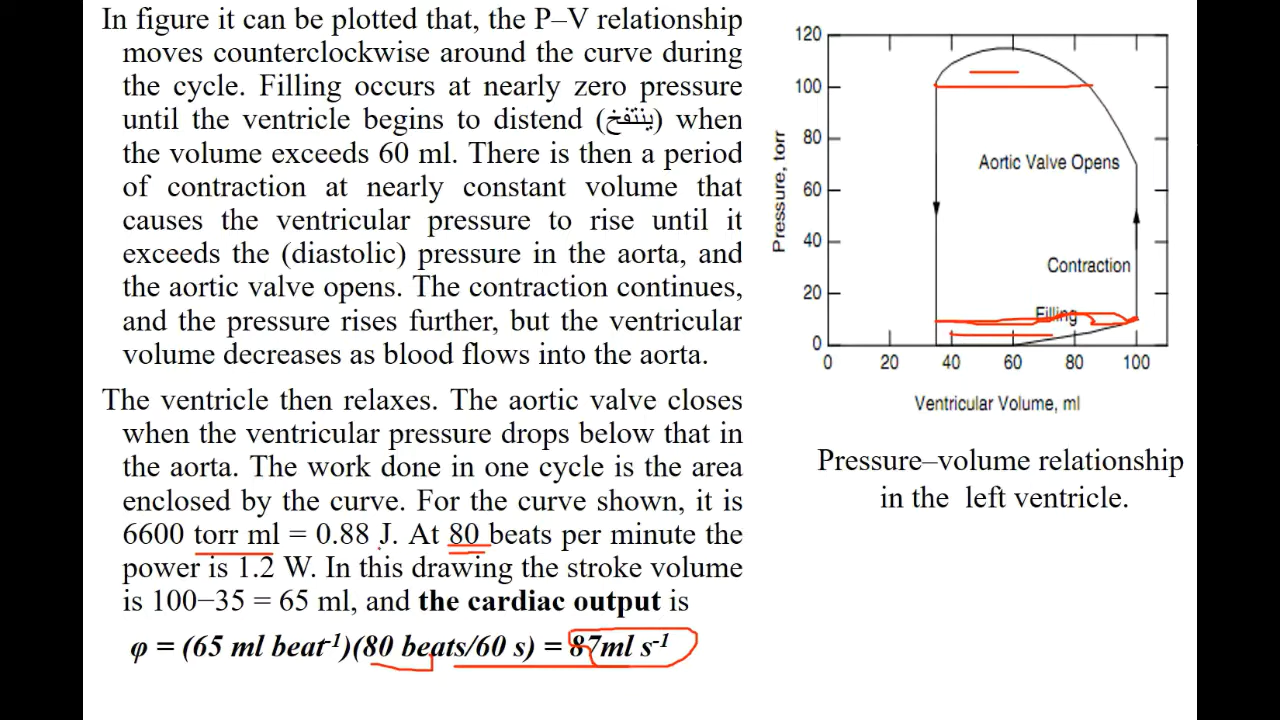 In figure it can be plotted that, the P–V relationship
moves counterclockwise around the curve during
the cycle. Filling occurs at nearly zero pressure
until the ventricle begins to distend (ينتفخ) when
the volume exceeds 60 ml. There is then a period
of contraction at nearly constant volume that
causes the ventricular pressure to rise until it
exceeds the (diastolic) pressure in the aorta, and
the aortic valve opens. The contraction continues,
and the pressure rises further, but the ventricular
volume decreases as blood flows into the aorta.
The ventricle then relaxes. The aortic valve closes
when the ventricular pressure drops below that in
the aorta. The work done in one cycle is the area
enclosed by the curve. For the curve shown, it is
6600 torr ml = 0.88 J. At 80 beats per minute the
power is 1.2 W. In this drawing the stroke volume
is 100−35 = 65 ml, and the cardiac output is
φ = (65 ml beat⁻¹)(80 beats/60 s) = 87ml s⁻¹
120
100
80
60
40
20
0
Pressure, torr
Aortic Valve Opens
Contraction
Filling
0 20 40 60 80 100
Ventricular Volume, ml
Pressure–volume relationship
in the left ventricle.